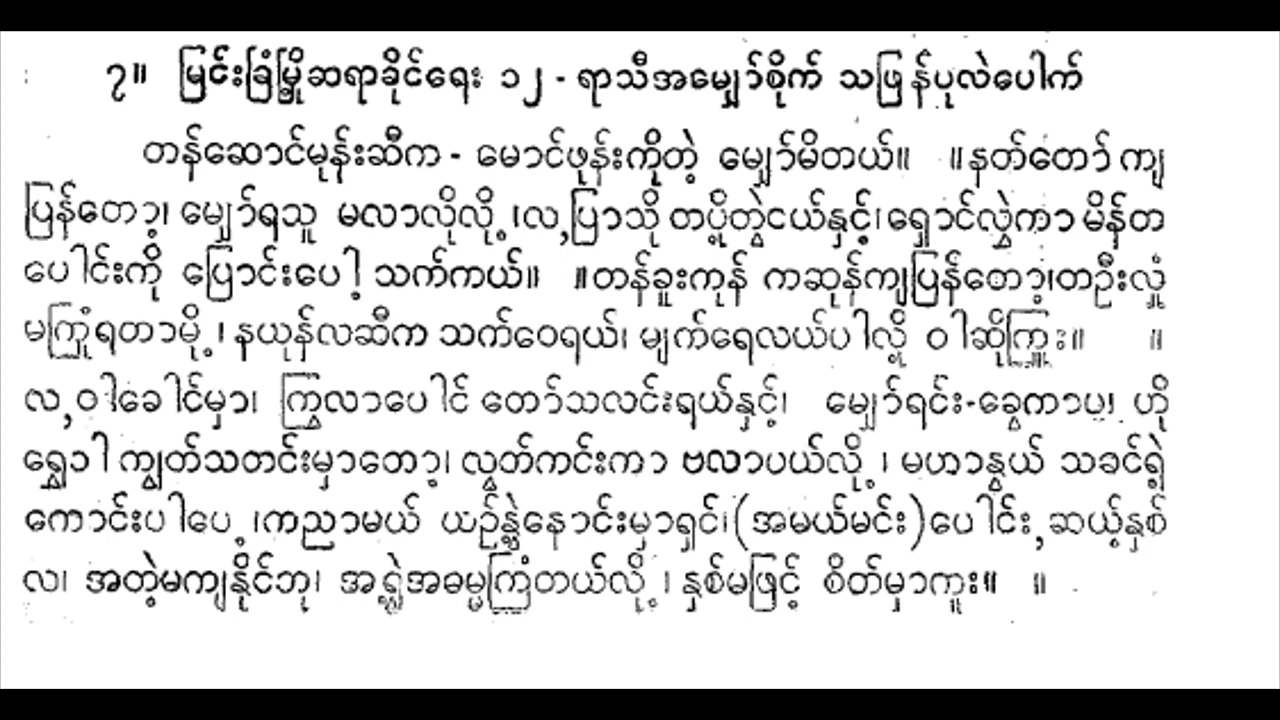 ၇။ မြင်းခြံမြို့ဆရာခိုင်ရေး ၁၂ - ရာသီအမျှော်စိုက် သဖြန်ပုလဲပေါက်
တန်ဆောင်မုန်းဆီက - မောင်ဖုန်းကိုတဲ့ မျှော်မိတယ်။ ။နတ်တော် ကျ
ပြန်တော့၊ မျှော်ရသူ မလာလိုလို့၊လ,ပြာသို တပို့တွဲငယ်နှင့်၊ ရှောင်လွှဲကာ မိန်တ
ပေါင်းကို ပြောင်းပေါ့ သက်ကယ်။ ။တန်ခူးကုန် ကဆုန်ကျပြန်တော့၊တဦးလှုံ
မကြုံရတာမို့၊ နယုန်လဆီက သက်ဝေရယ်၊ မျက်ရေလယ်ပါလို့ ဝါဆိုကြူး။ ။
လ,ဝါခေါင်မှာ၊ ကြွလာပေါင် တော်သလင်းရယ်နှင့်၊ မျှော်ရင်း-ခွေကာပ၊ ဟို
ရွှေဝါ ကျွတ်သတင်းမှာတော့၊ လွတ်ကင်းကာ ဗလာပယ်လို့၊ မဟာနွယ် သခင်ရဲ့
ကောင်းပါပေ့၊ကညာမယ် ယဉ်နွဲ့နောင်းမှာရှင်၊(အမယ်မင်း)ပေါင်း,ဆယ့်နှစ်
လ၊ အတဲ့မကျနိုင်ဘု၊ အရွှဲ့အဓမ္မကြံတယ်လို့၊ နှစ်မဖြင့် စိတ်မှာကူး။ ။